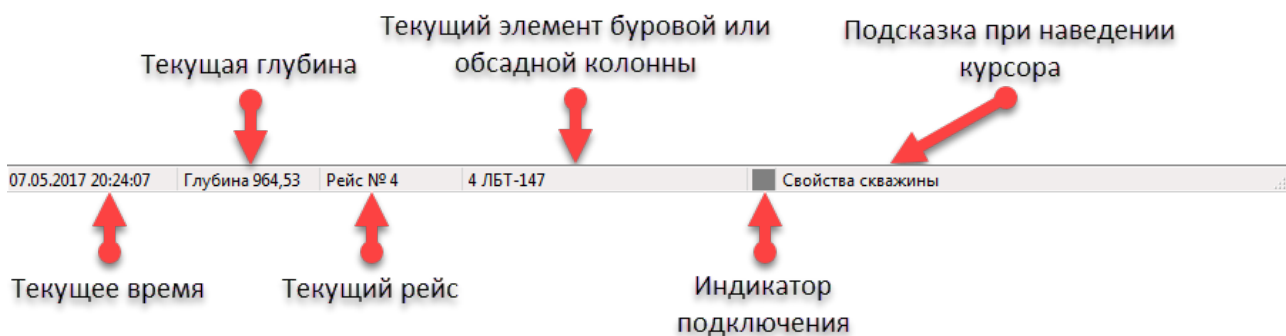 Текущая глубина
Текущий элемент буровой или
обсадной колонны
Подсказка при наведении
курсора
07.05.2017 20:24:07 Глубина 964,53 Рейс № 4 4 ЛБТ-147 Свойства скважины
Текущее время
Текущий рейс
Индикатор
подключения